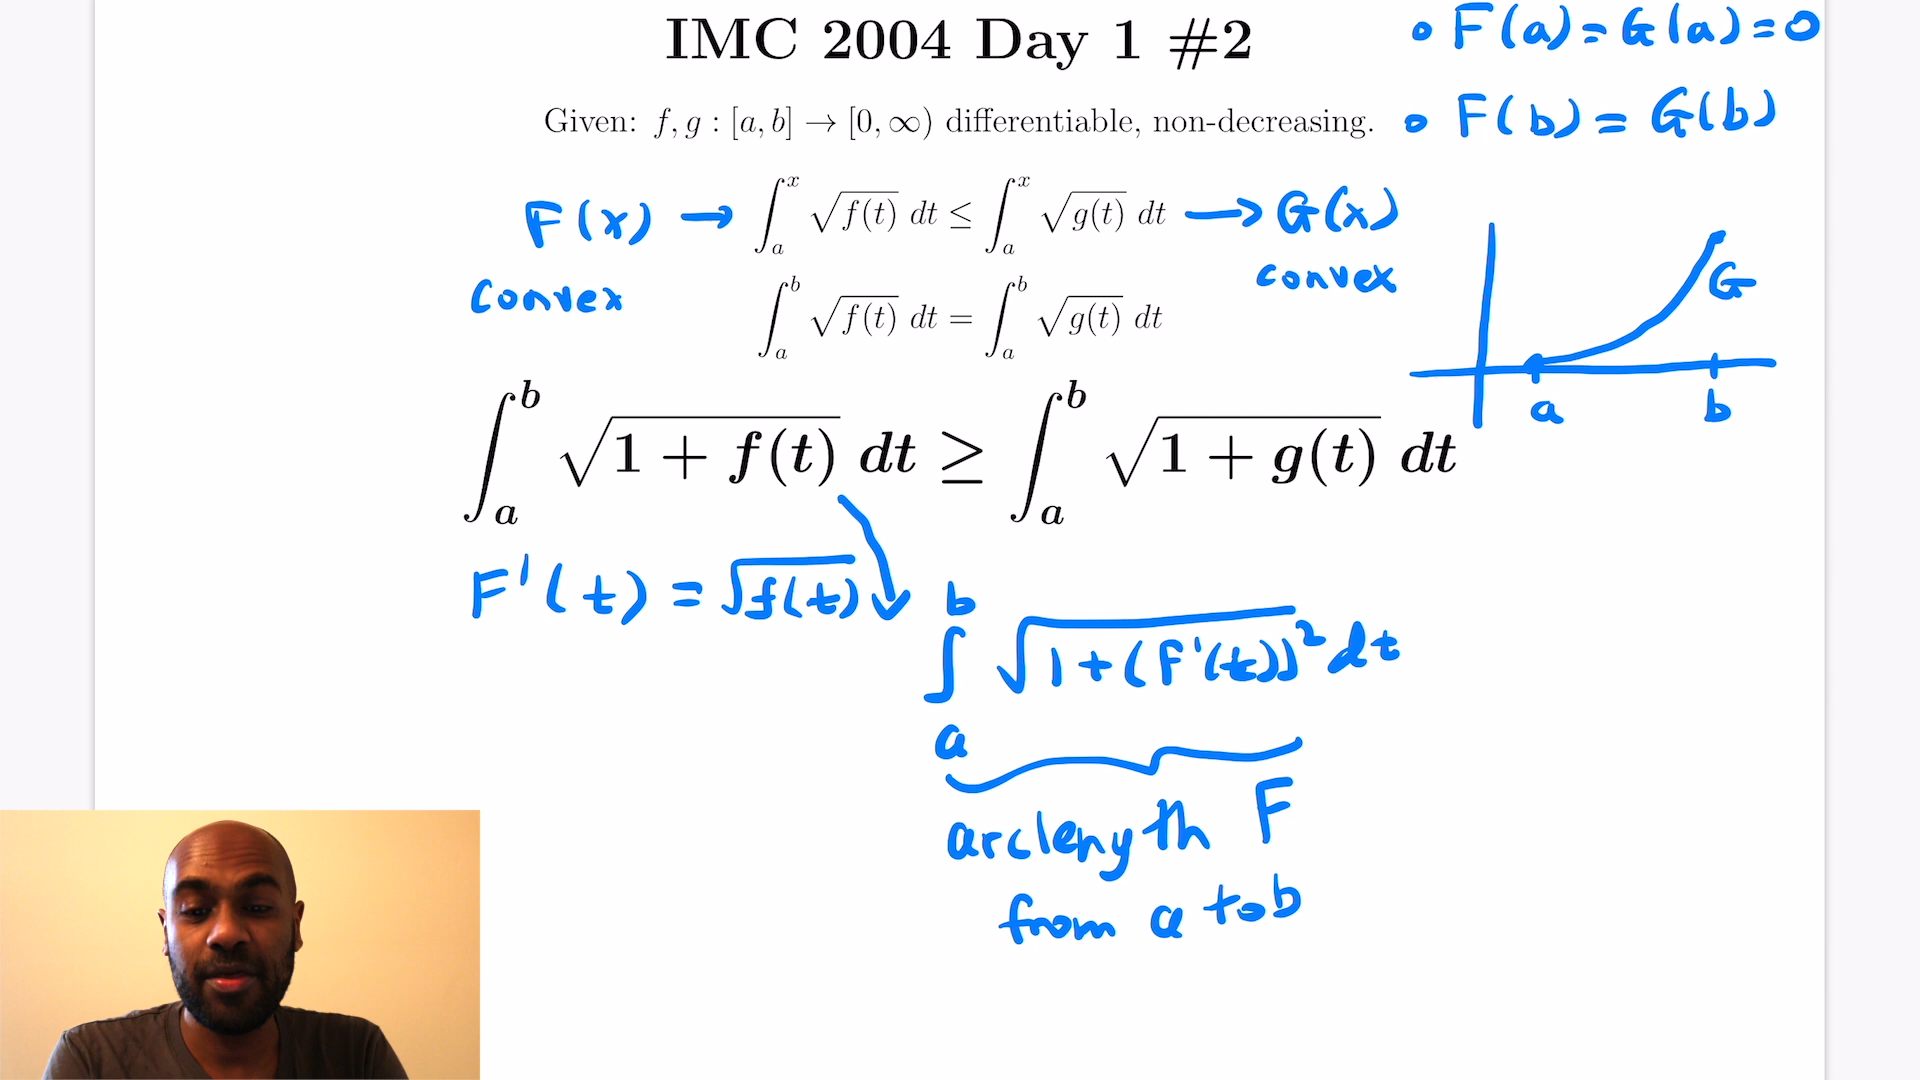 IMC 2004 Day 1 #2
• F(a) = G(a) = 0
Given: f, g : [a, b] → [0, ∞) differentiable, non-decreasing.
• F(b) = G(b)
F(x) → ∫_a^x √f(t) dt ≤ ∫_a^x √g(t) dt → G(x)
convex
convex
G
∫_a^b √f(t) dt = ∫_a^b √g(t) dt
a b
∫_a^b √1 + f(t) dt ≥ ∫_a^b √1 + g(t) dt
F'(t) = √f(t)
∫_a^b √1 + (F'(t))² dt
arclength F
from a to b